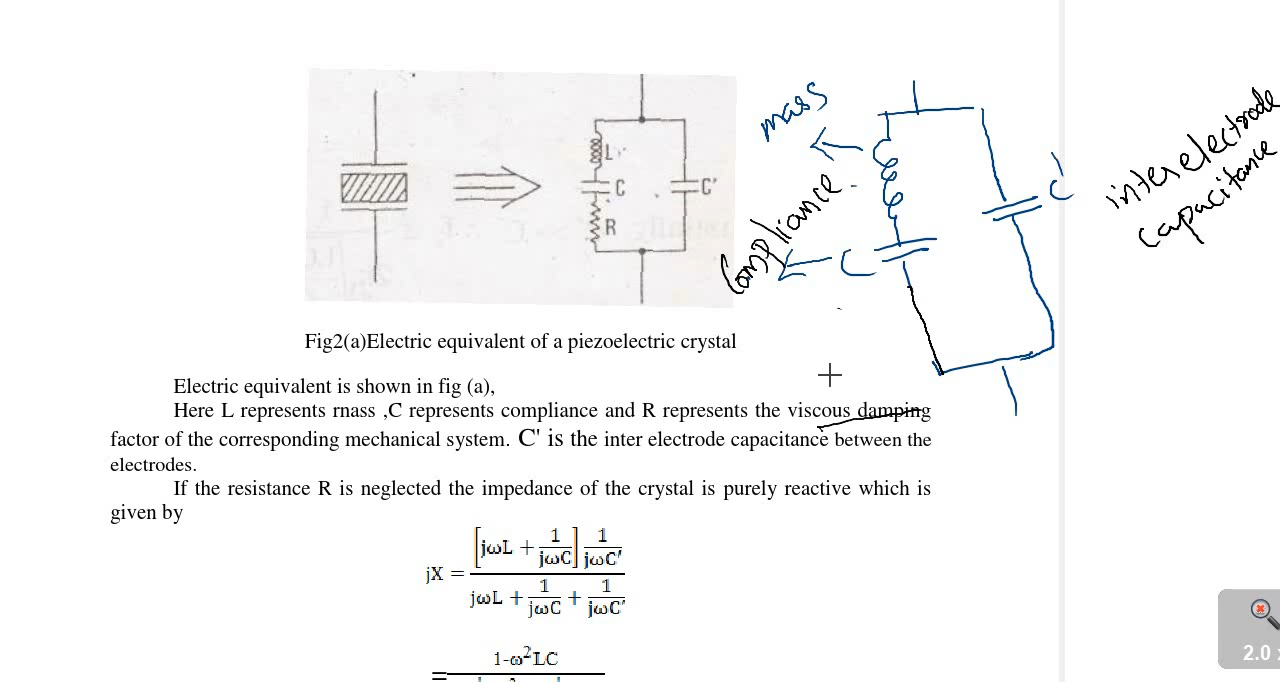 L
C
R
C'
mass
Compliance
C
C'
interelectrode
capacitance
Fig2(a)Electric equivalent of a piezoelectric crystal
Electric equivalent is shown in fig (a),
Here L represents rnass ,C represents compliance and R represents the viscous damping
factor of the corresponding mechanical system. C' is the inter electrode capacitance between the
electrodes.
If the resistance R is neglected the impedance of the crystal is purely reactive which is
given by
jX = [jωL + 1/jωC] 1/jωC' / jωL + 1/jωC + 1/jωC'
= 1-ω²LC
2.0